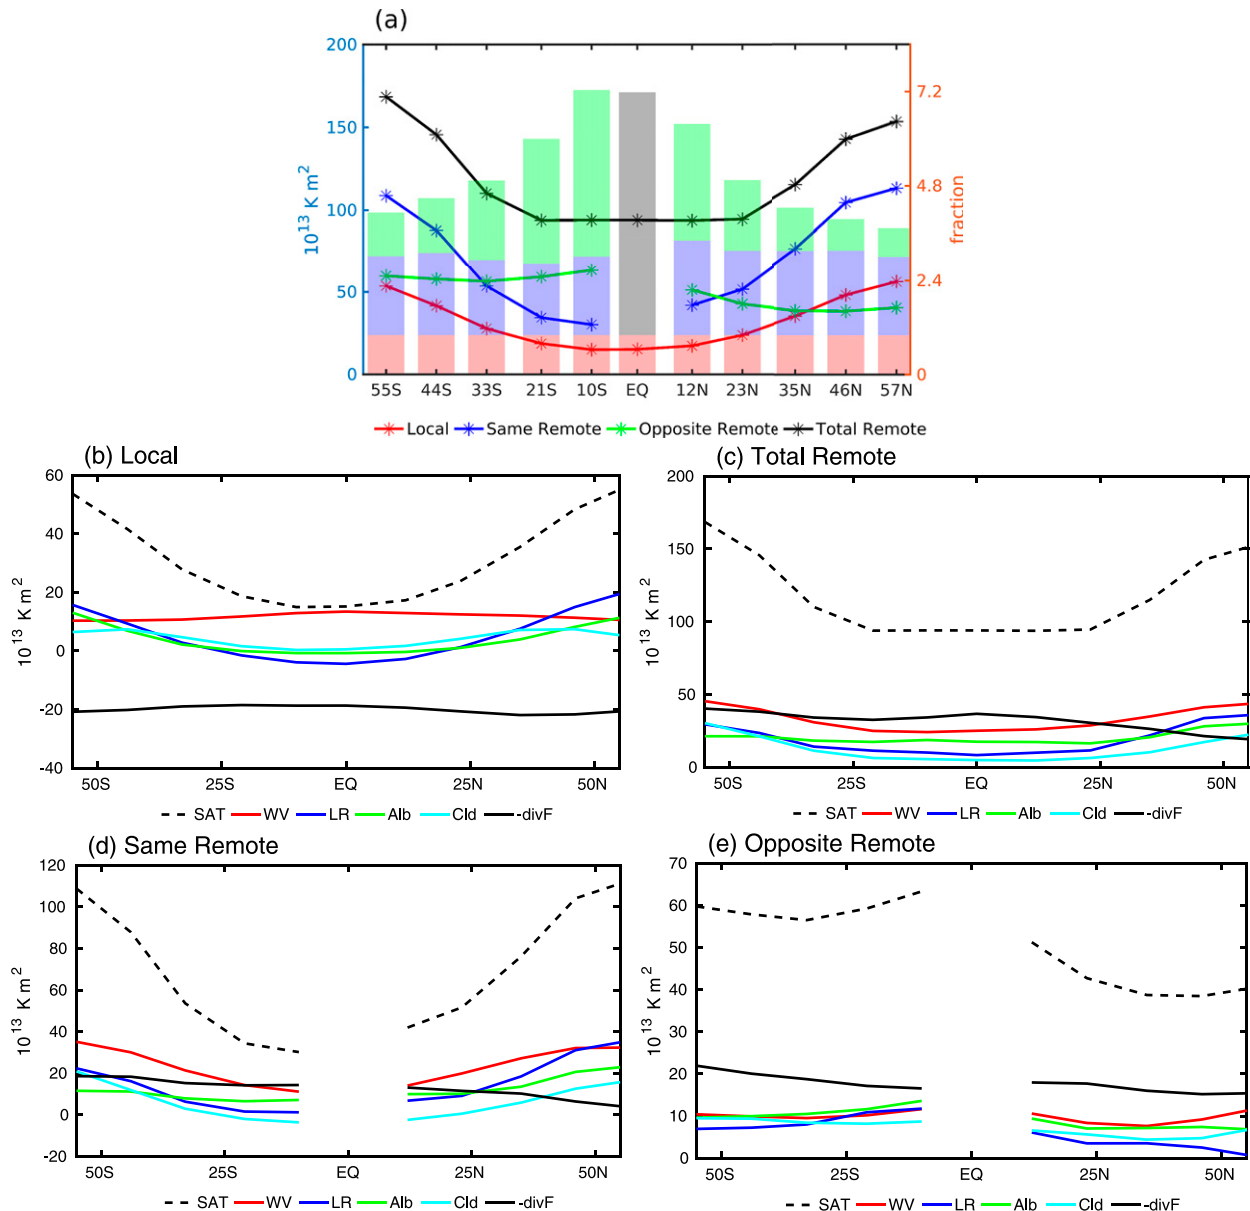 (a)
200
150
100
50
0
10^13 K m^2
7.2
4.8
2.4
0
fraction
55S 44S 33S 21S 10S EQ 12N 23N 35N 46N 57N
Local Same Remote Opposite Remote Total Remote
(b) Local
60
40
20
0
-20
-40
10^13 K m^2
50S 25S EQ 25N 50N
SAT WV LR Alb Cld -divF
(c) Total Remote
200
150
100
50
0
10^13 K m^2
50S 25S EQ 25N 50N
SAT WV LR Alb Cld -divF
(d) Same Remote
120
100
80
60
40
20
0
-20
10^13 K m^2
50S 25S EQ 25N 50N
SAT WV LR Alb Cld -divF
(e) Opposite Remote
70
60
50
40
30
20
10
0
10^13 K m^2
50S 25S EQ 25N 50N
SAT WV LR Alb Cld -divF